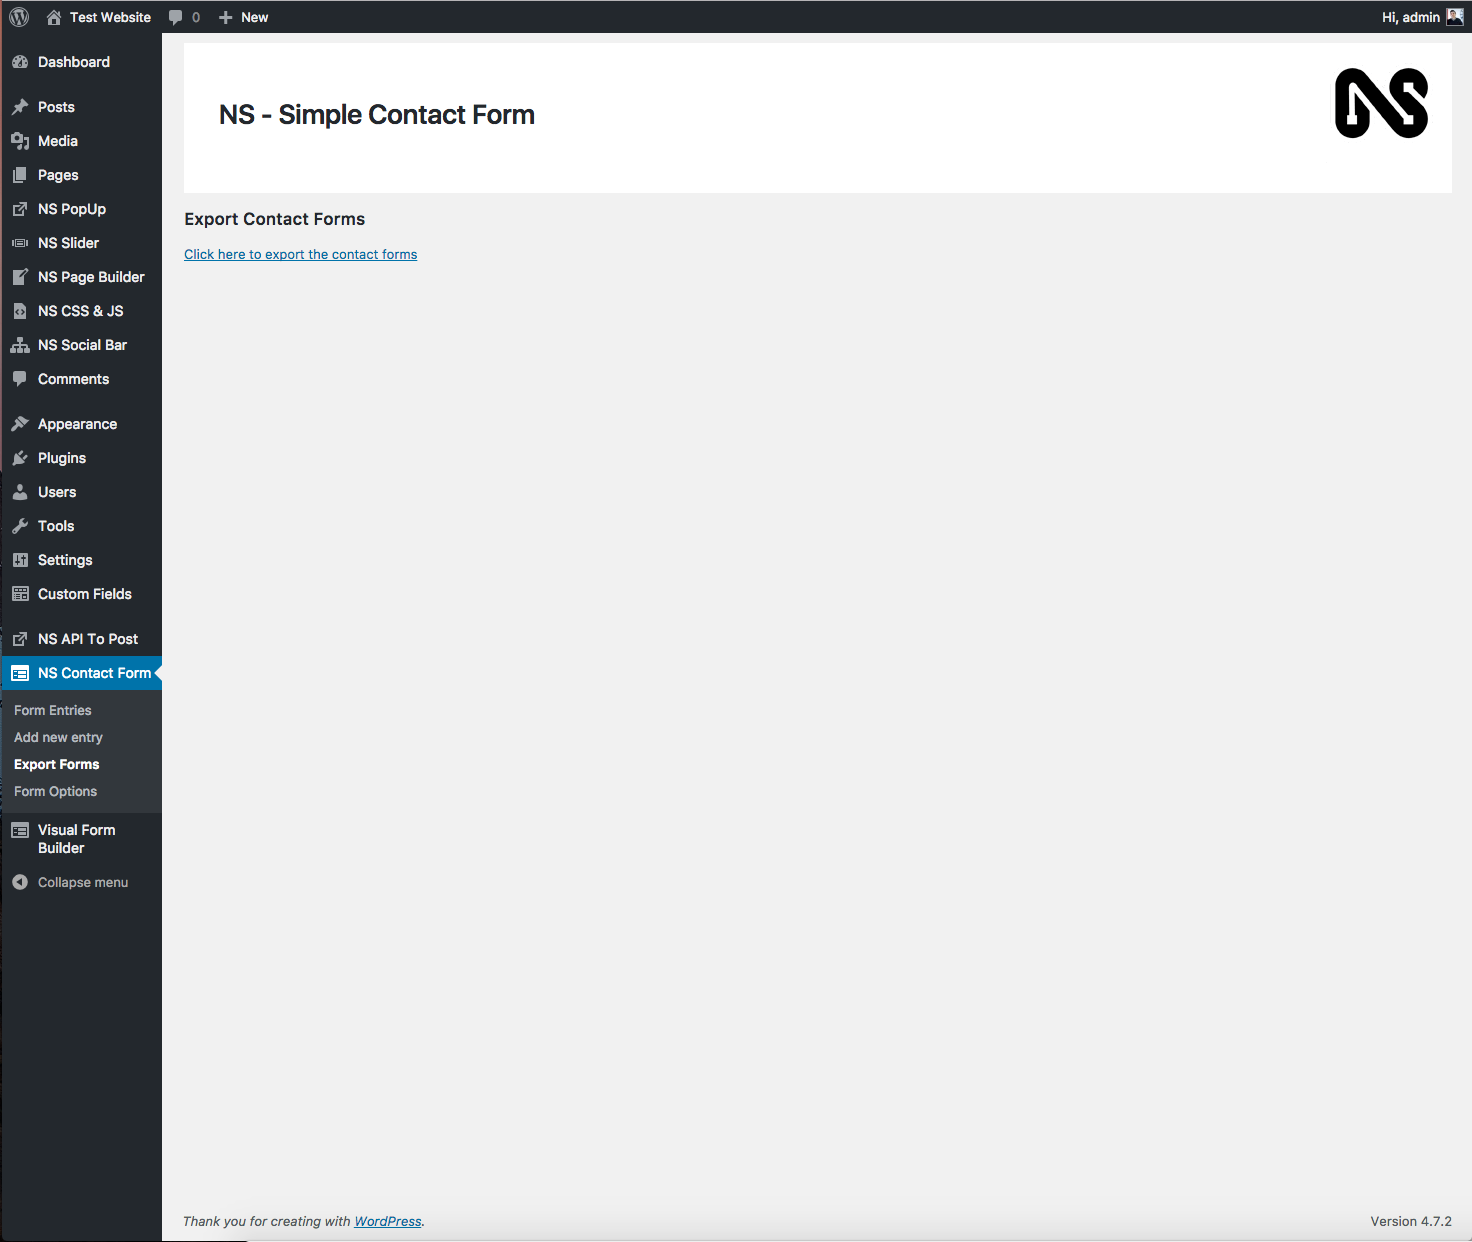 Test Website 0 New Hi, admin
Dashboard
Posts
Media
Pages
NS PopUp
NS Slider
NS Page Builder
NS CSS & JS
NS Social Bar
Comments
Appearance
Plugins
Users
Tools
Settings
Custom Fields
NS API To Post
NS Contact Form
Form Entries
Add new entry
Export Forms
Form Options
Visual Form
Builder
Collapse menu
NS - Simple Contact Form
NS
Export Contact Forms
Click here to export the contact forms
Thank you for creating with WordPress.
Version 4.7.2